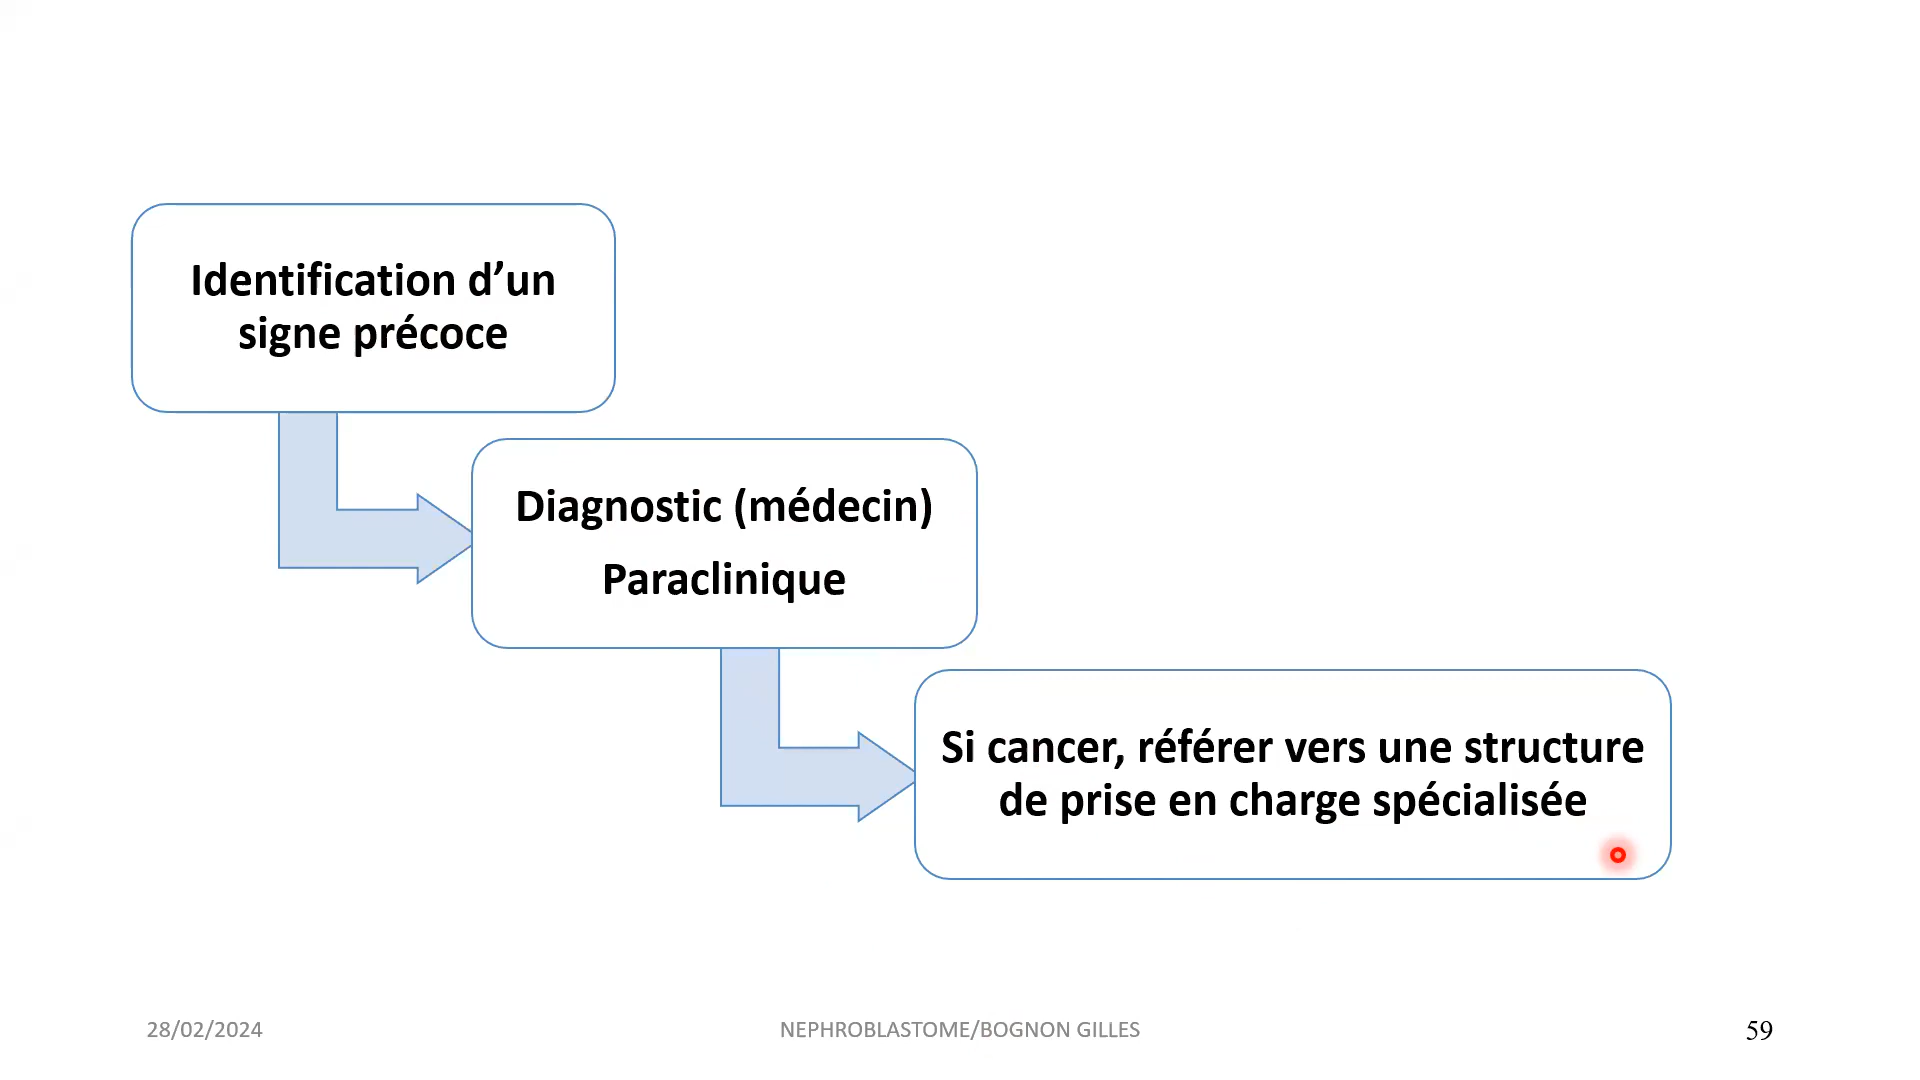 Identification d’un
signe précoce
Diagnostic (médecin)
Paraclinique
Si cancer, référer vers une structure
de prise en charge spécialisée
28/02/2024
NEPHROBLASTOME/BOGNON GILLES
59